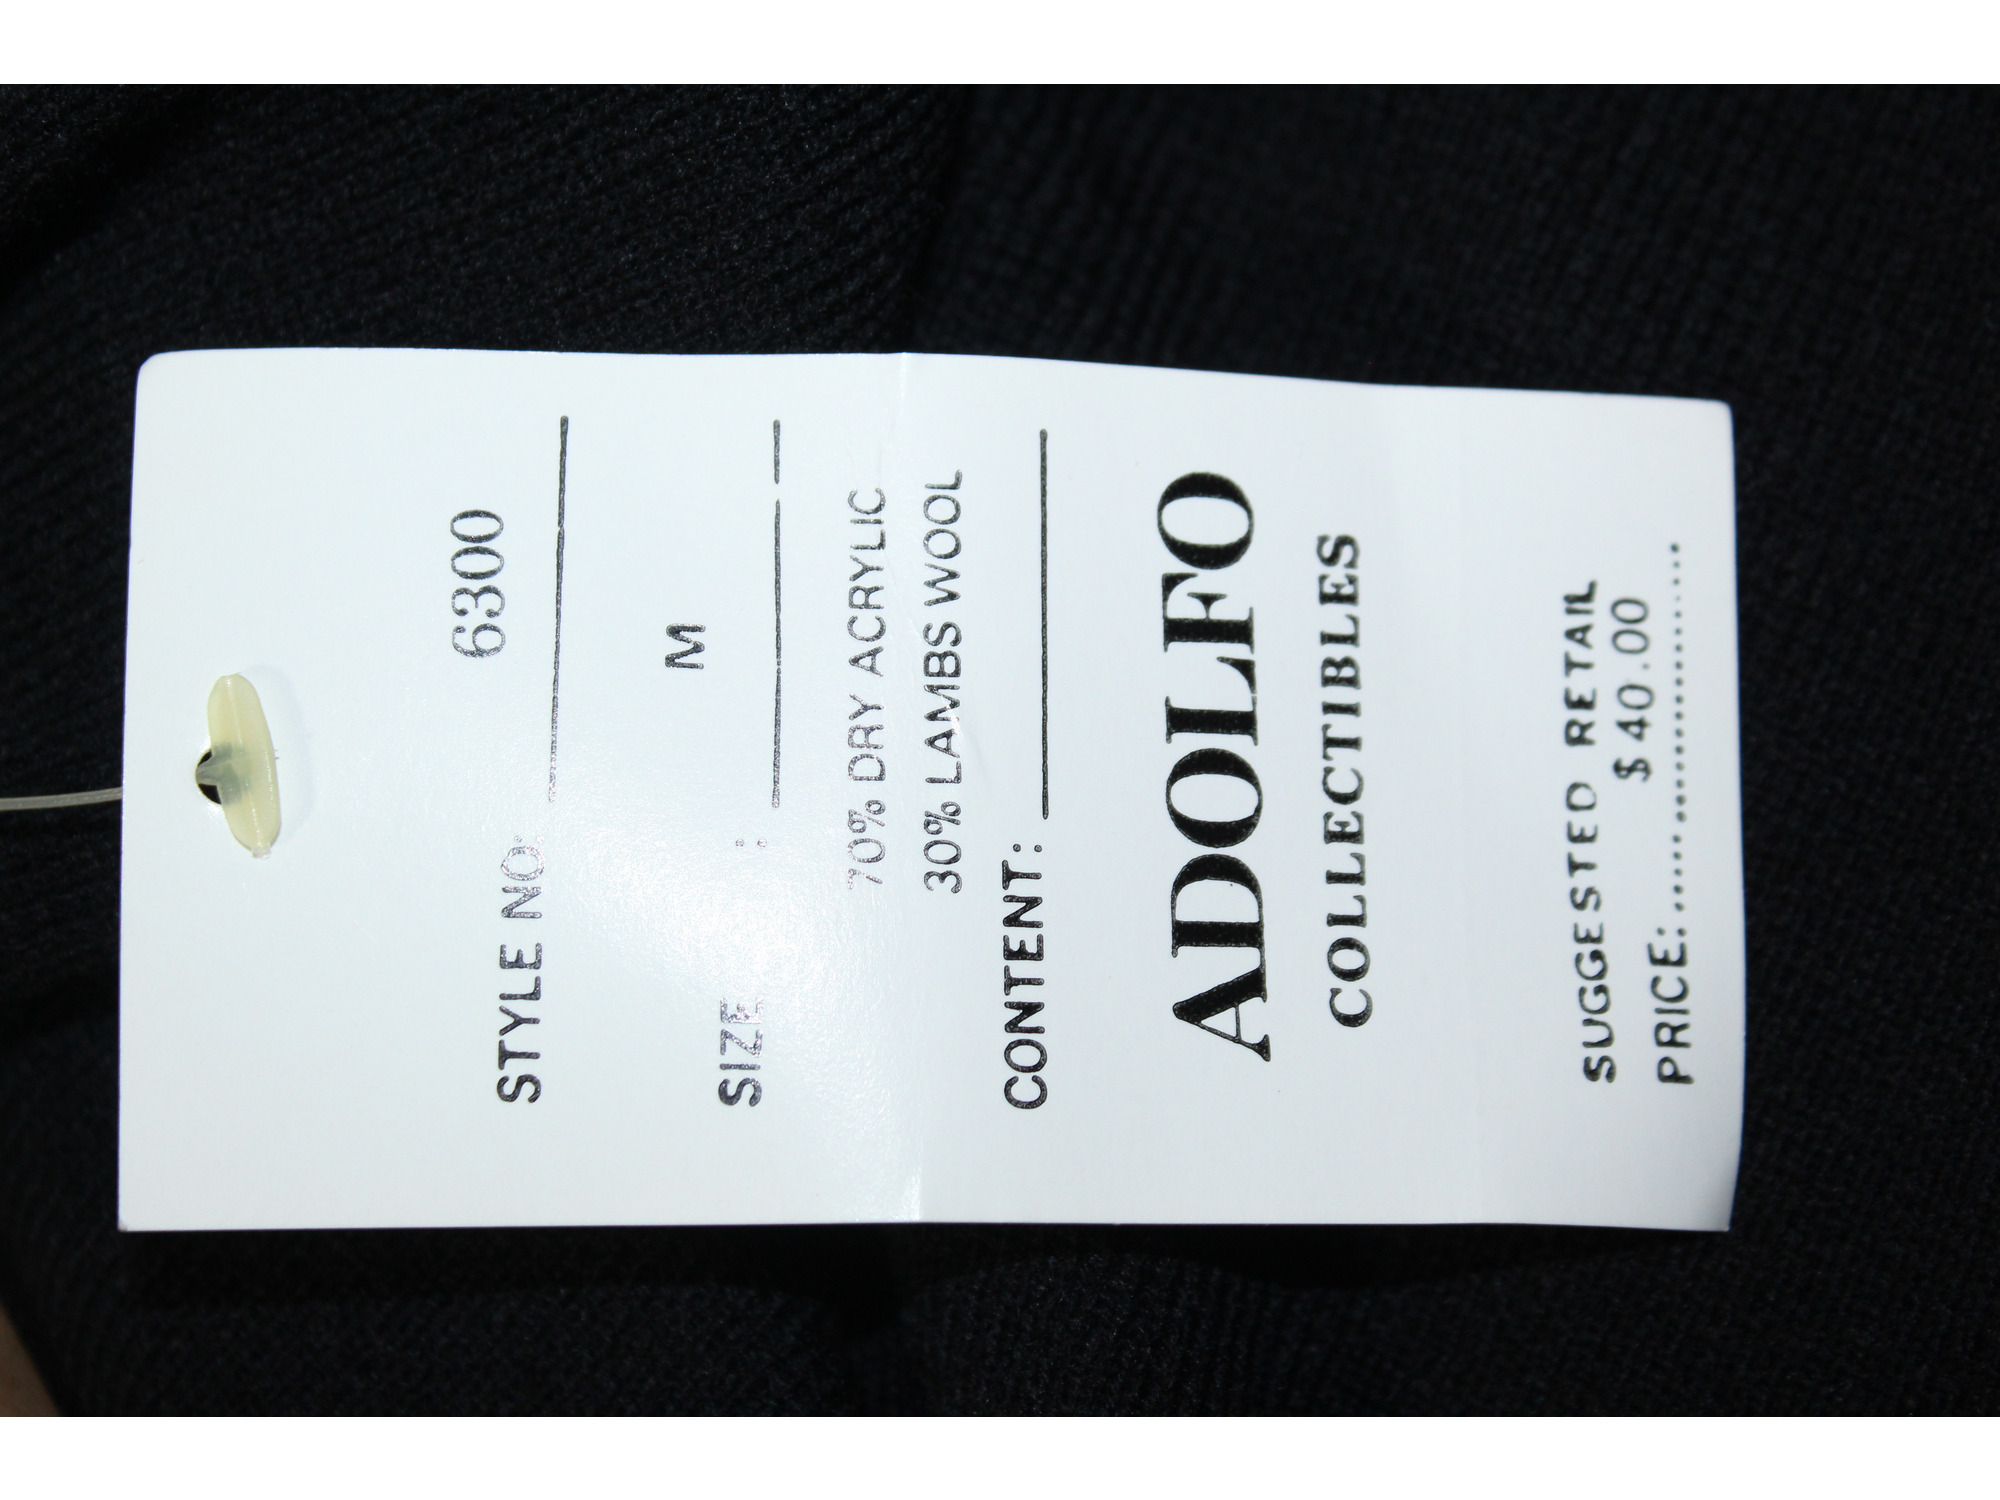 6300
STYLE NO:
M
SIZE :
70% DRY ACRYLIC
30% LAMBS WOOL
CONTENT:
ADOLFO
COLLECTIBLES
SUGGESTED RETAIL
$40.00
PRICE:........................